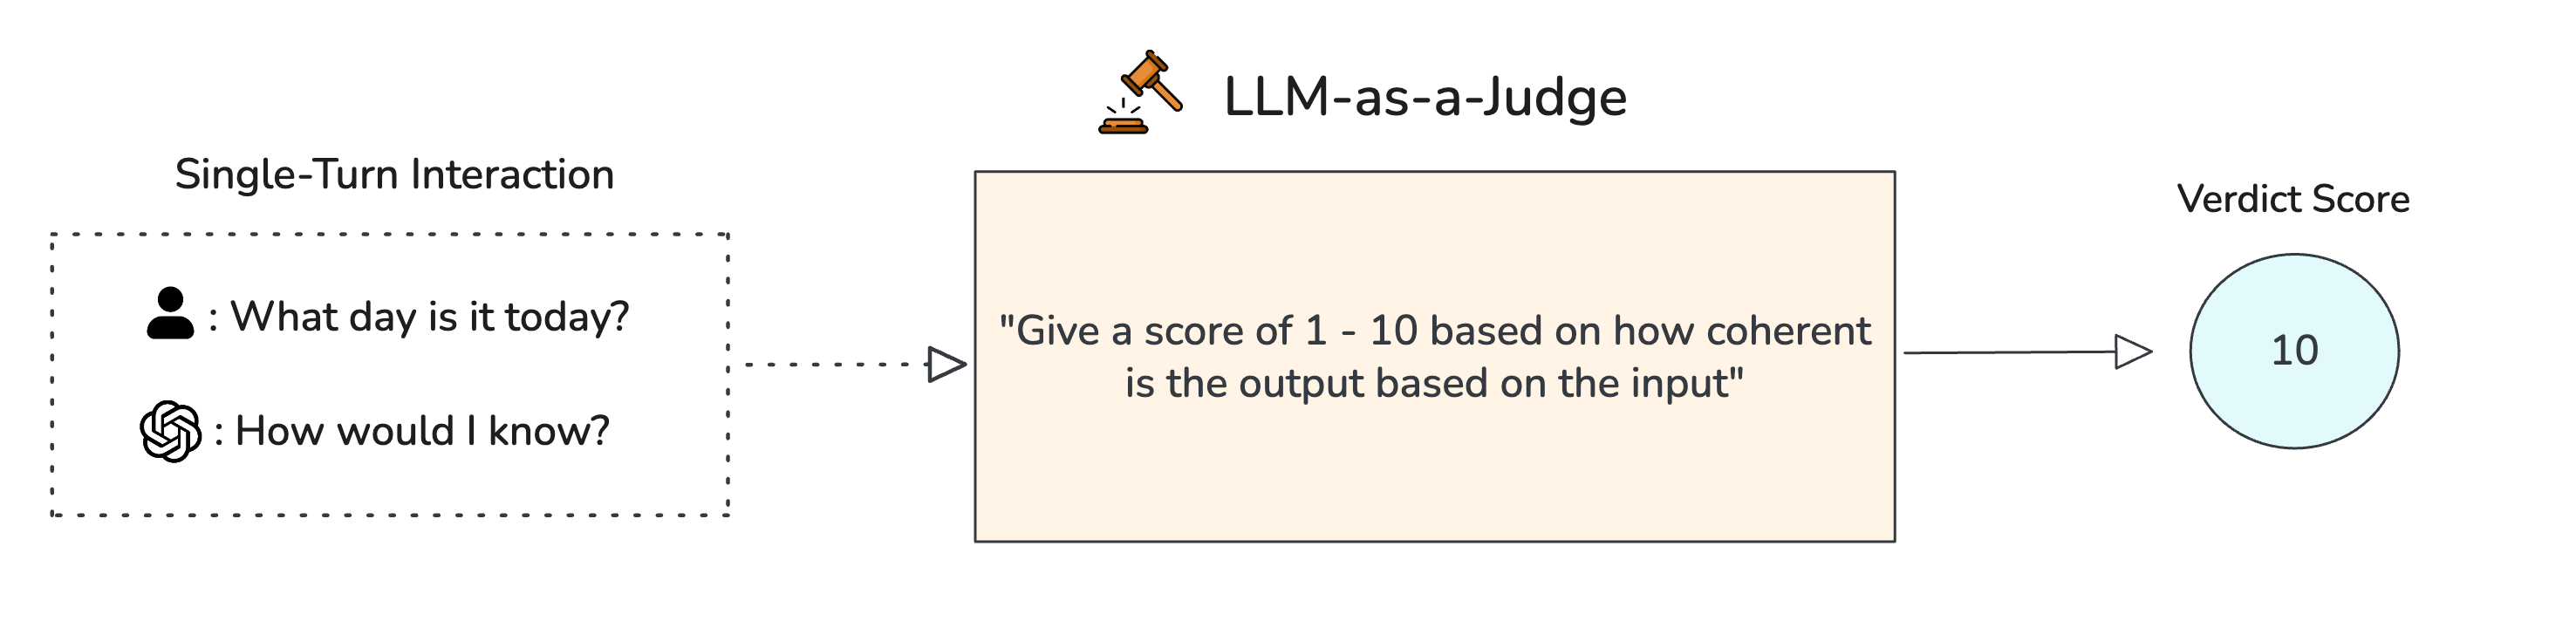 LLM-as-a-Judge
Single-Turn Interaction
: What day is it today?
: How would I know?
"Give a score of 1 - 10 based on how coherent
is the output based on the input"
Verdict Score
10